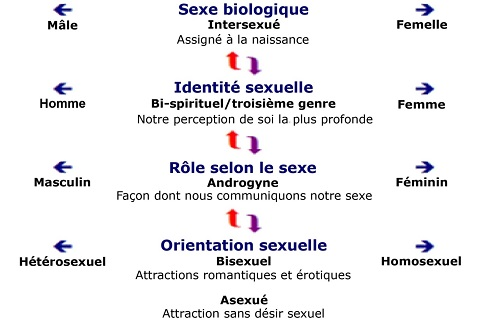 Sexe biologique
Mâle Intersexué Femelle
Assigné à la naissance
Identité sexuelle
Homme Bi-spirituel/troisième genre Femme
Notre perception de soi la plus profonde
Rôle selon le sexe
Masculin Androgyne Féminin
Façon dont nous communiquons notre sexe
Orientation sexuelle
Hétérosexuel Bisexuel Homosexuel
Attractions romantiques et érotiques
Asexué
Attraction sans désir sexuel